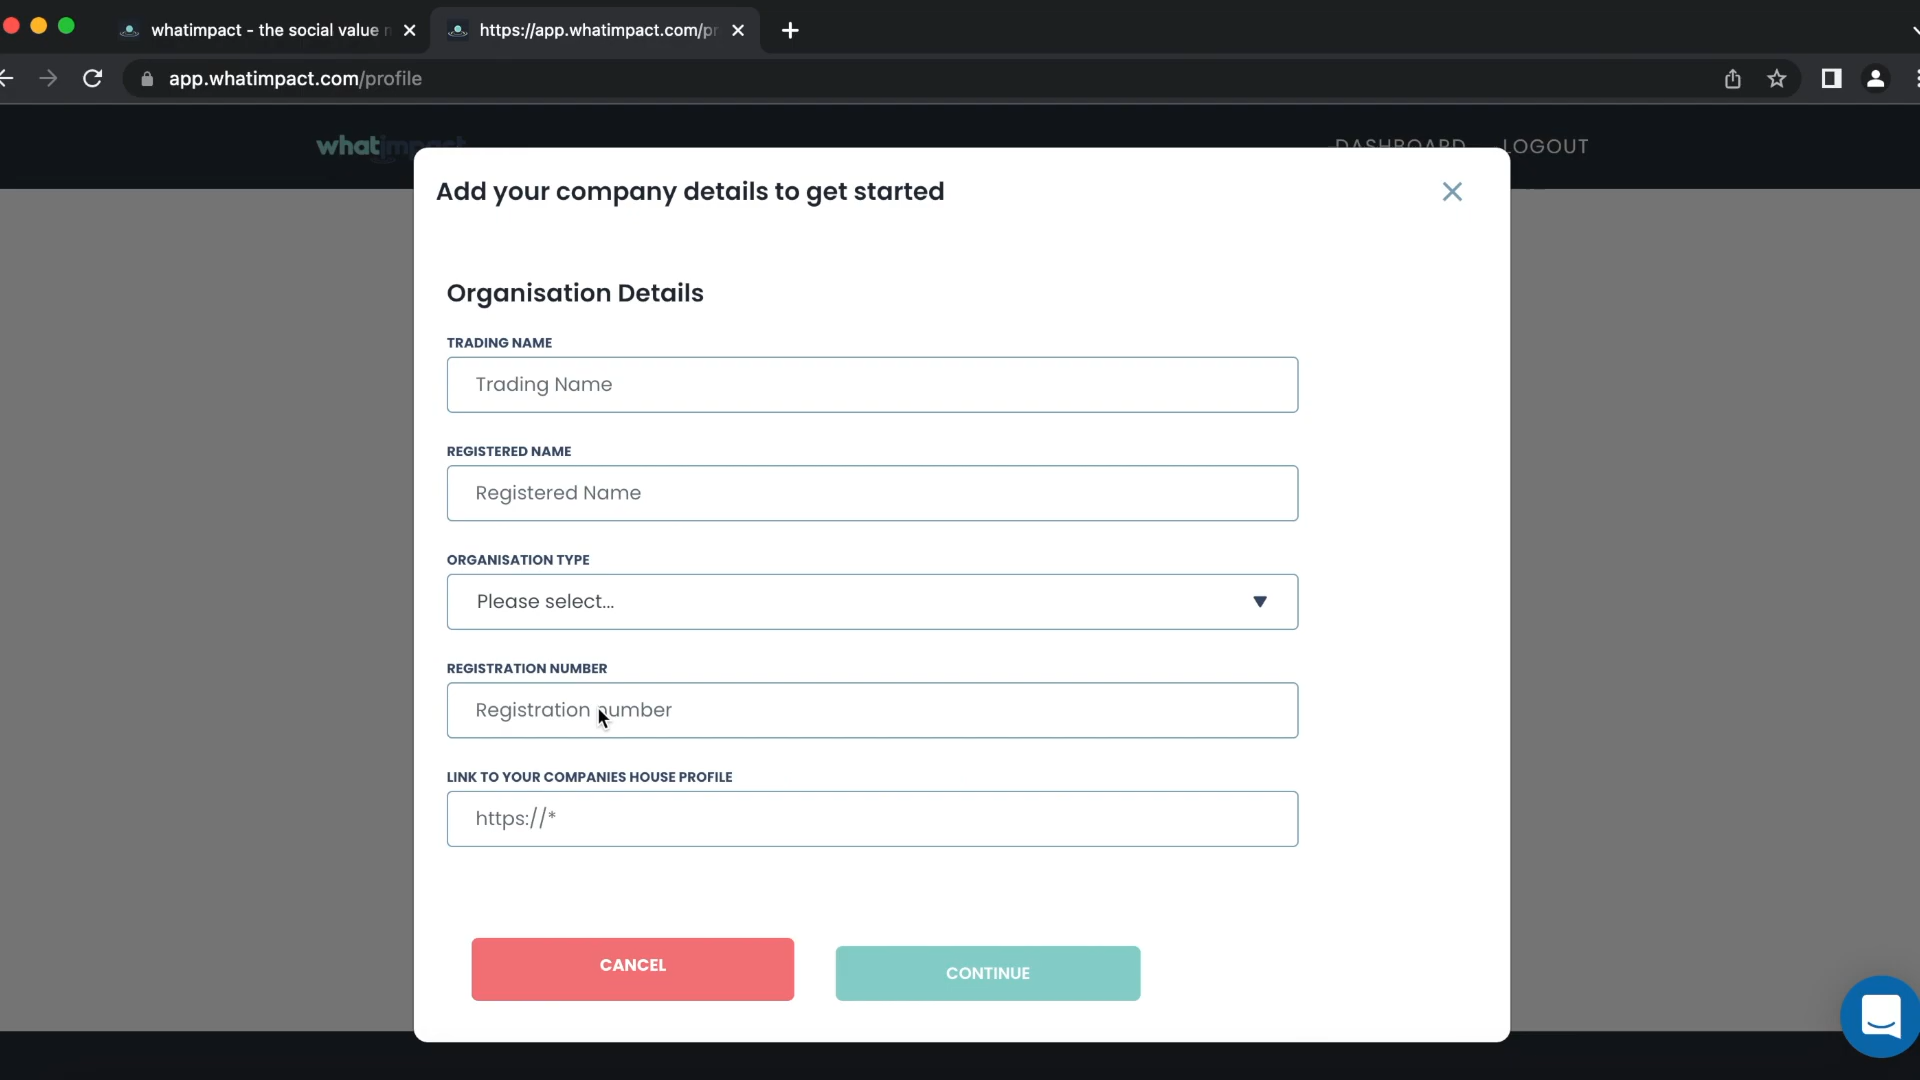 whatimpact - the social value
https://app.whatimpact.com/pr
app.whatimpact.com/profile
whatimpact
DASHBOARD
LOGOUT
Add your company details to get started
Organisation Details
TRADING NAME
Trading Name
REGISTERED NAME
Registered Name
ORGANISATION TYPE
Please select...
REGISTRATION NUMBER
Registration number
LINK TO YOUR COMPANIES HOUSE PROFILE
https://*
CANCEL
CONTINUE